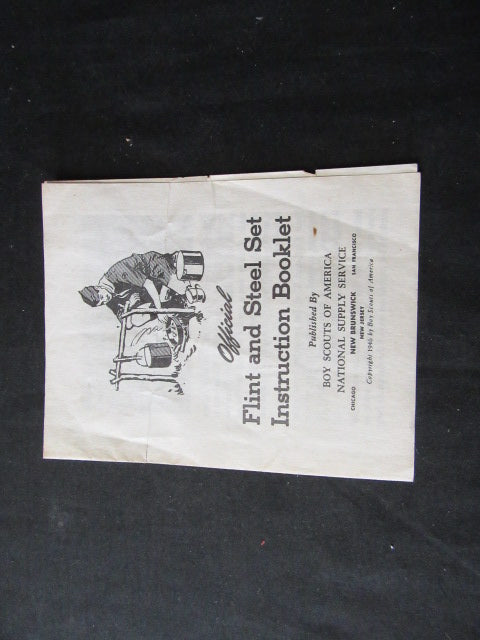 Official
Flint and Steel Set
Instruction Booklet
Published By
BOY SCOUTS OF AMERICA
NATIONAL SUPPLY SERVICE
CHICAGO NEW BRUNSWICK SAN FRANCISCO
NEW JERSEY
Copyright 1946 by Boy Scouts of America